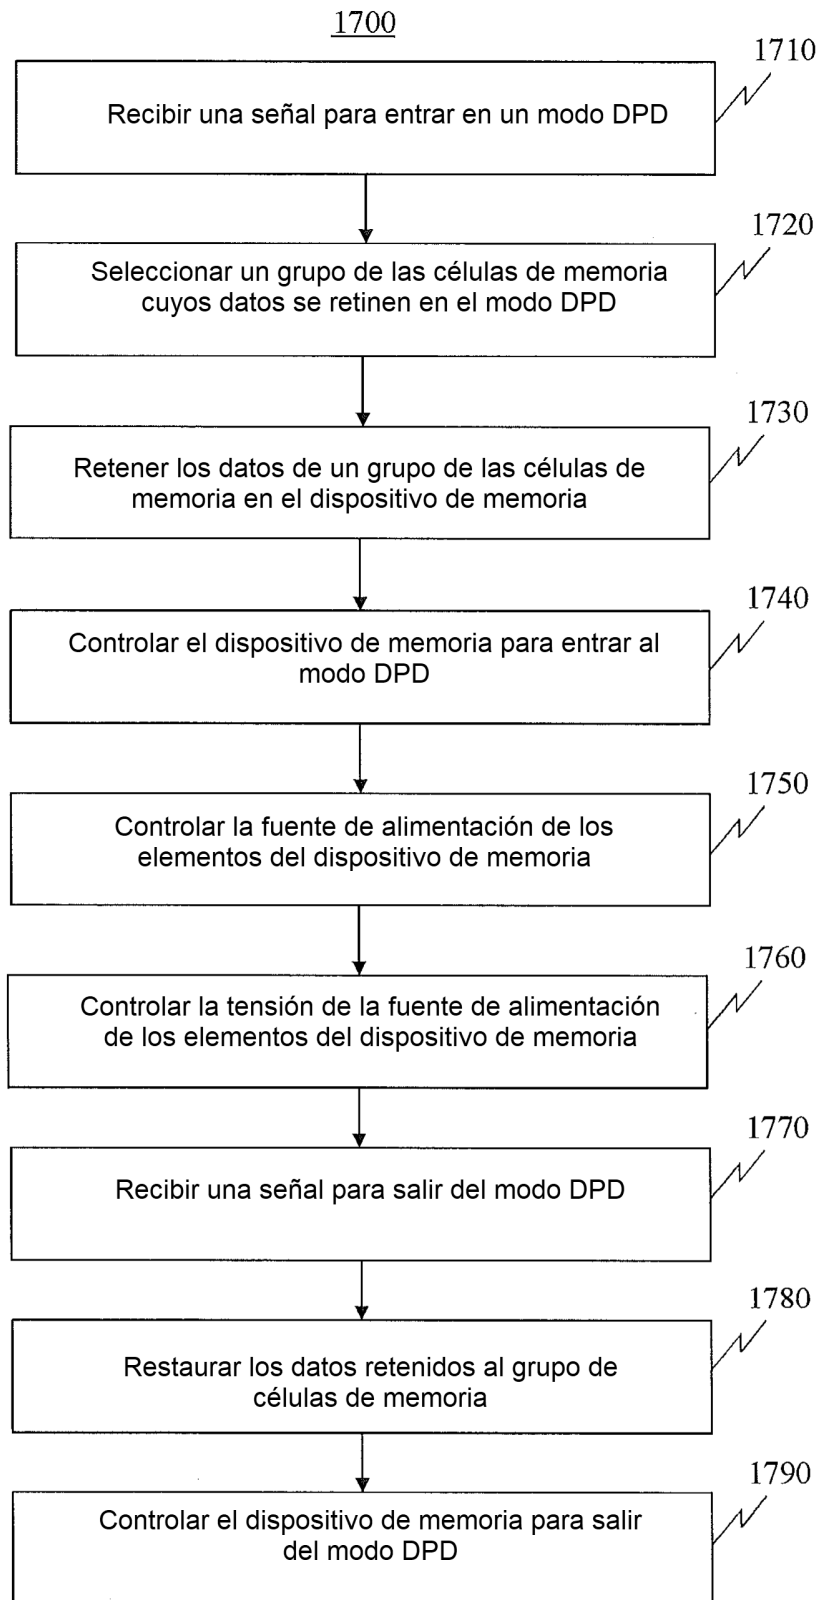 1700
1710
Recibir una señal para entrar en un modo DPD
1720
Seleccionar un grupo de las células de memoria
cuyos datos se retinen en el modo DPD
1730
Retener los datos de un grupo de las células de
memoria en el dispositivo de memoria
1740
Controlar el dispositivo de memoria para entrar al
modo DPD
1750
Controlar la fuente de alimentación de los
elementos del dispositivo de memoria
1760
Controlar la tensión de la fuente de alimentación
de los elementos del dispositivo de memoria
1770
Recibir una señal para salir del modo DPD
1780
Restaurar los datos retenidos al grupo de
células de memoria
1790
Controlar el dispositivo de memoria para salir
del modo DPD